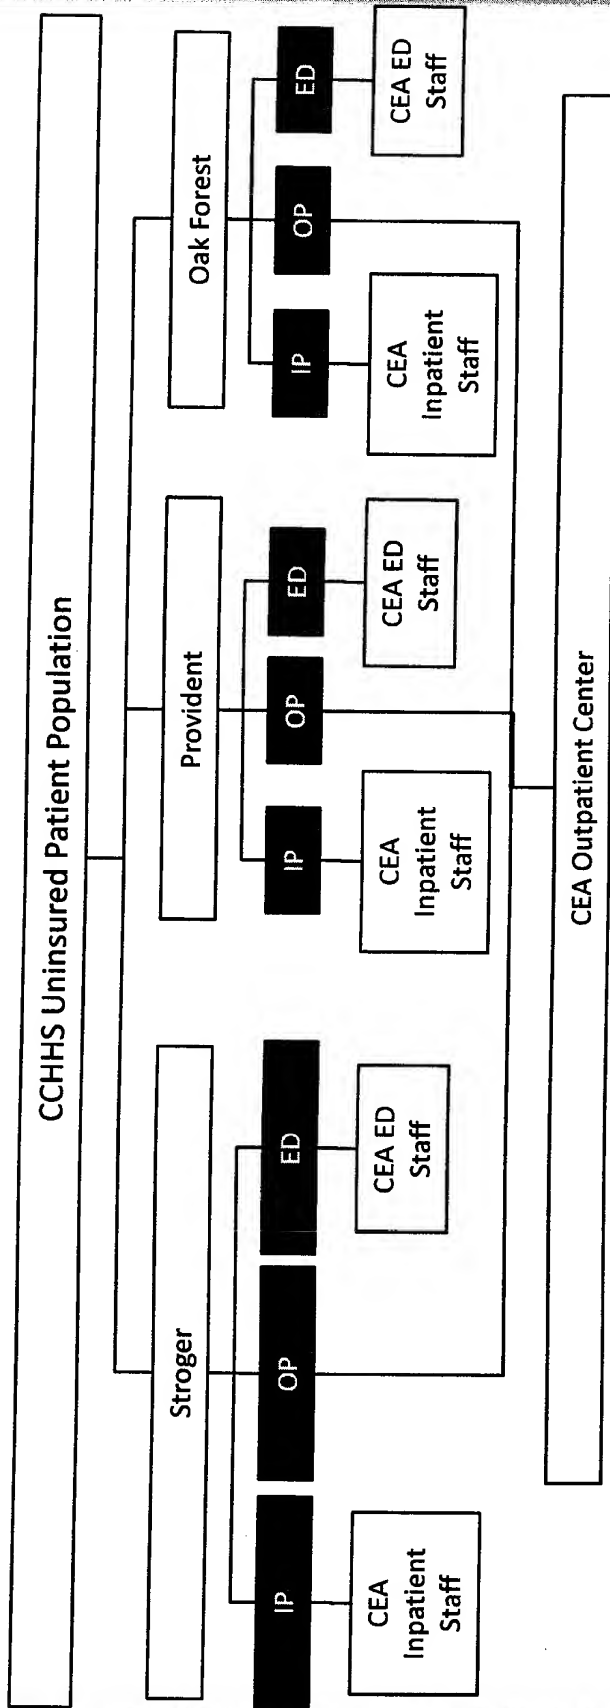 CCHHS Uninsured Patient Population
Stroger
Provident
Oak Forest
IP
OP
ED
IP
OP
ED
IP
OP
ED
CEA
Inpatient
Staff
CEA ED
Staff
CEA
Inpatient
Staff
CEA ED
Staff
CEA
Inpatient
Staff
CEA ED
Staff
CEA Outpatient Center